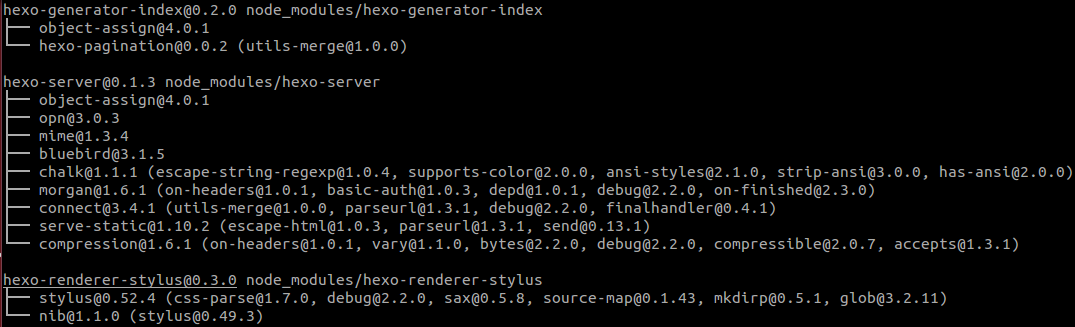 hexo-generator-index@0.2.0 node_modules/hexo-generator-index
├── object-assign@4.0.1
└── hexo-pagination@0.0.2 (utils-merge@1.0.0)

hexo-server@0.1.3 node_modules/hexo-server
├── object-assign@4.0.1
├── opn@3.0.3
├── mime@1.3.4
├── bluebird@3.1.5
├── chalk@1.1.1 (escape-string-regexp@1.0.4, supports-color@2.0.0, ansi-styles@2.1.0, strip-ansi@3.0.0, has-ansi@2.0.0)
├── morgan@1.6.1 (on-headers@1.0.1, basic-auth@1.0.3, depd@1.0.1, debug@2.2.0, on-finished@2.3.0)
├── connect@3.4.1 (utils-merge@1.0.0, parseurl@1.3.1, debug@2.2.0, finalhandler@0.4.1)
├── serve-static@1.10.2 (escape-html@1.0.3, parseurl@1.3.1, send@0.13.1)
└── compression@1.6.1 (on-headers@1.0.1, vary@1.1.0, bytes@2.2.0, debug@2.2.0, compressible@2.0.7, accepts@1.3.1)

hexo-renderer-stylus@0.3.0 node_modules/hexo-renderer-stylus
├── stylus@0.52.4 (css-parse@1.7.0, debug@2.2.0, sax@0.5.8, source-map@0.1.43, mkdirp@0.5.1, glob@3.2.11)
└── nib@1.1.0 (stylus@0.49.3)